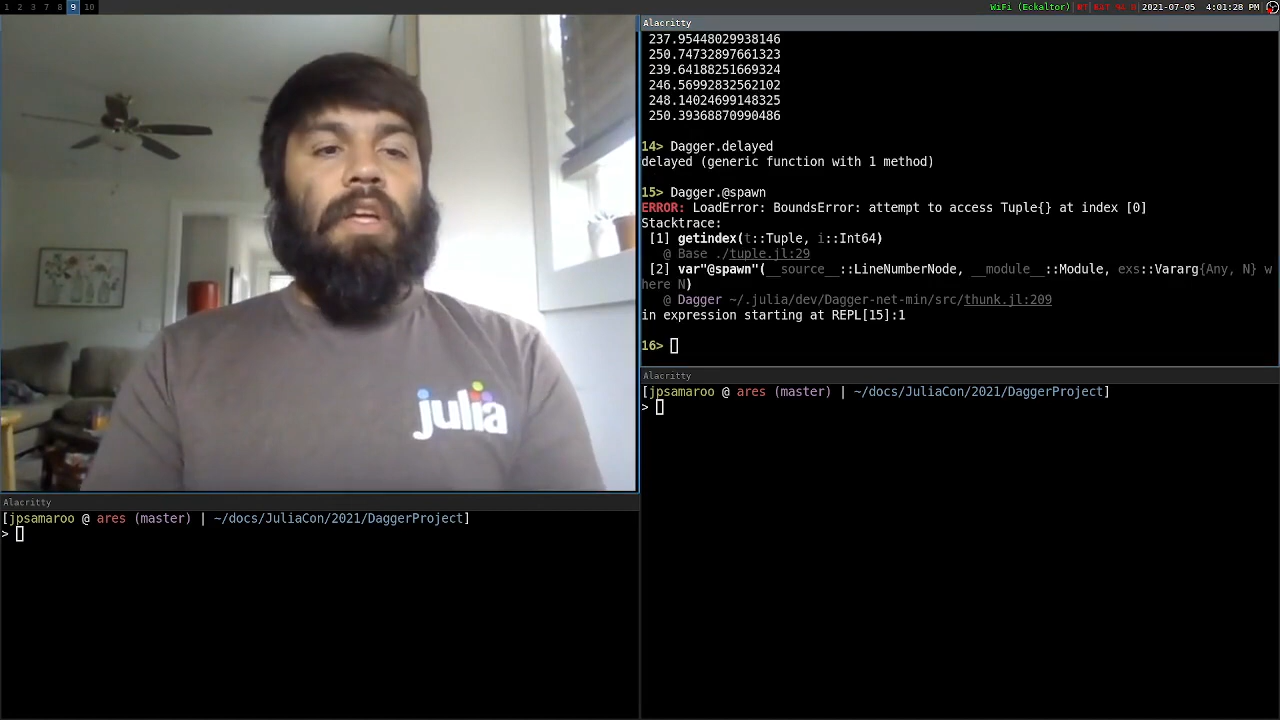 1 2 3 7 8 9 10
WiFi (Eckaltor) 2021-07-05 4:01:28 PM
Alacritty
237.95448029938146
250.74732897661323
239.64188251669324
246.56992832562102
248.14024699148325
250.39368870990486
14> Dagger.delayed
delayed (generic function with 1 method)
15> Dagger.@spawn
ERROR: LoadError: BoundsError: attempt to access Tuple{} at index [0]
Stacktrace:
[1] getindex(t::Tuple, i::Int64)
@ Base ./tuple.jl:29
[2] var"@spawn"(__source__::LineNumberNode, __module__::Module, exs::Vararg{Any, N} w
here N)
@ Dagger ~/.julia/dev/Dagger-net-min/src/thunk.jl:209
in expression starting at REPL[15]:1
16>
Alacritty
[jpsamaroo @ ares (master) | ~/docs/JuliaCon/2021/DaggerProject]
>
julia
Alacritty
[jpsamaroo @ ares (master) | ~/docs/JuliaCon/2021/DaggerProject]
>